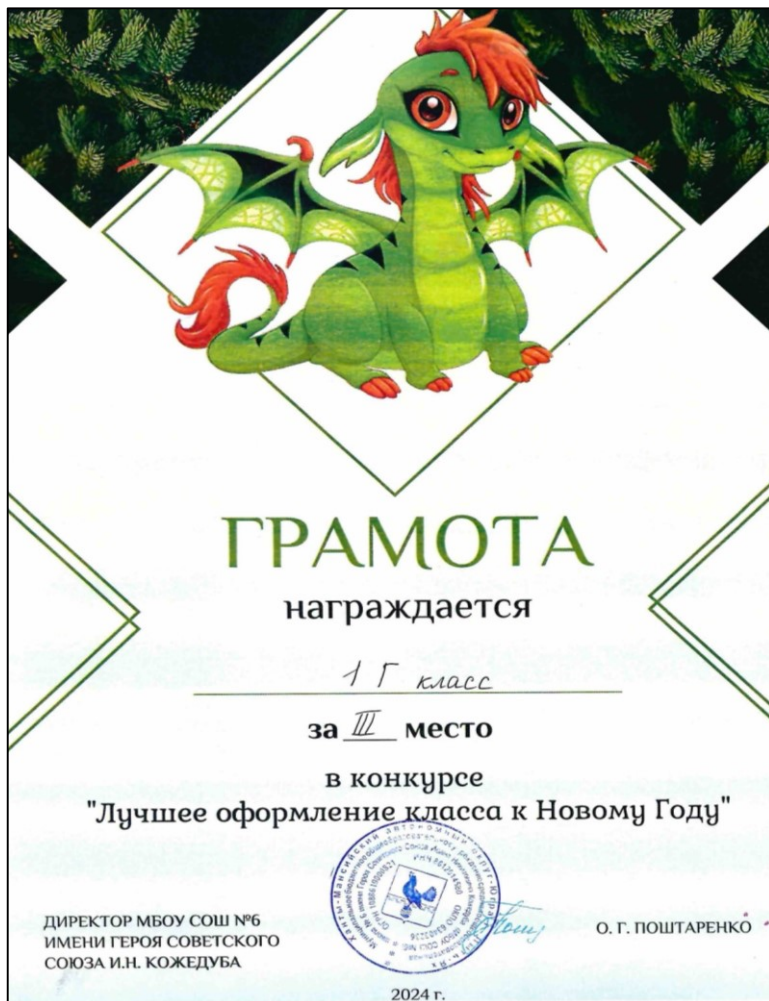 ГРАМОТА
награждается
1 Г класс
за III место
в конкурсе
"Лучшее оформление класса к Новому Году"
ДИРЕКТОР МБОУ СОШ №6
ИМЕНИ ГЕРОЯ СОВЕТСКОГО
СОЮЗА И.Н. КОЖЕДУБА
О. Г. ПОШТАРЕНКО
2024 г.